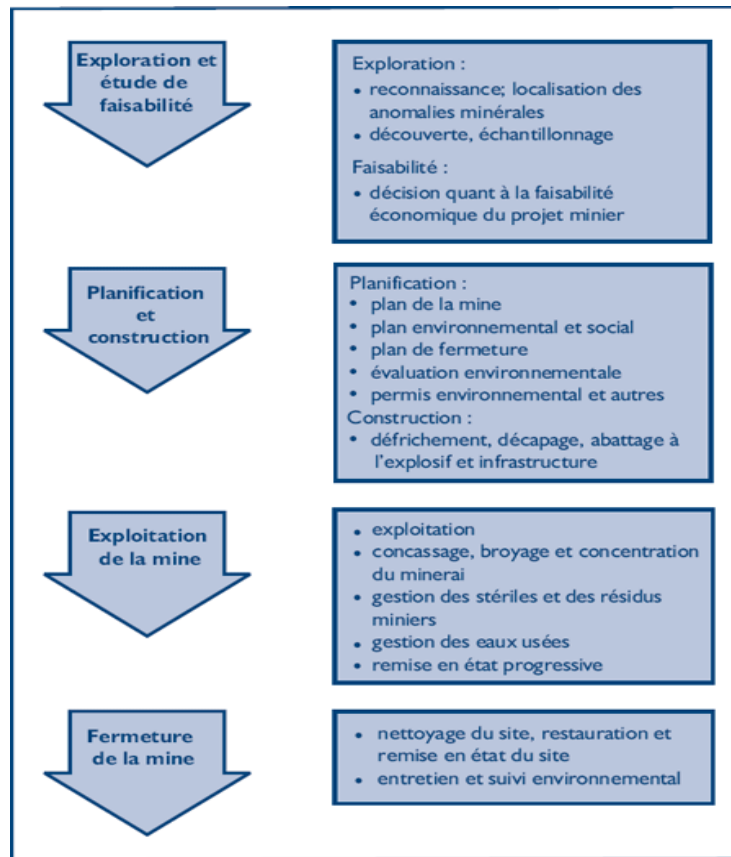 Exploration et
étude de
faisabilité
Exploration :
• reconnaissance; localisation des
anomalies minérales
• découverte, échantillonnage
Faisabilité :
• décision quant à la faisabilité
économique du projet minier
Planification
et
construction
Planification :
• plan de la mine
• plan environnemental et social
• plan de fermeture
• évaluation environnementale
• permis environnemental et autres
Construction :
• défrichement, décapage, abattage à
l'explosif et infrastructure
Exploitation
de la mine
• exploitation
• concassage, broyage et concentration
du minerai
• gestion des stériles et des résidus
miniers
• gestion des eaux usées
• remise en état progressive
Fermeture
de la mine
• nettoyage du site, restauration et
remise en état du site
• entretien et suivi environnemental